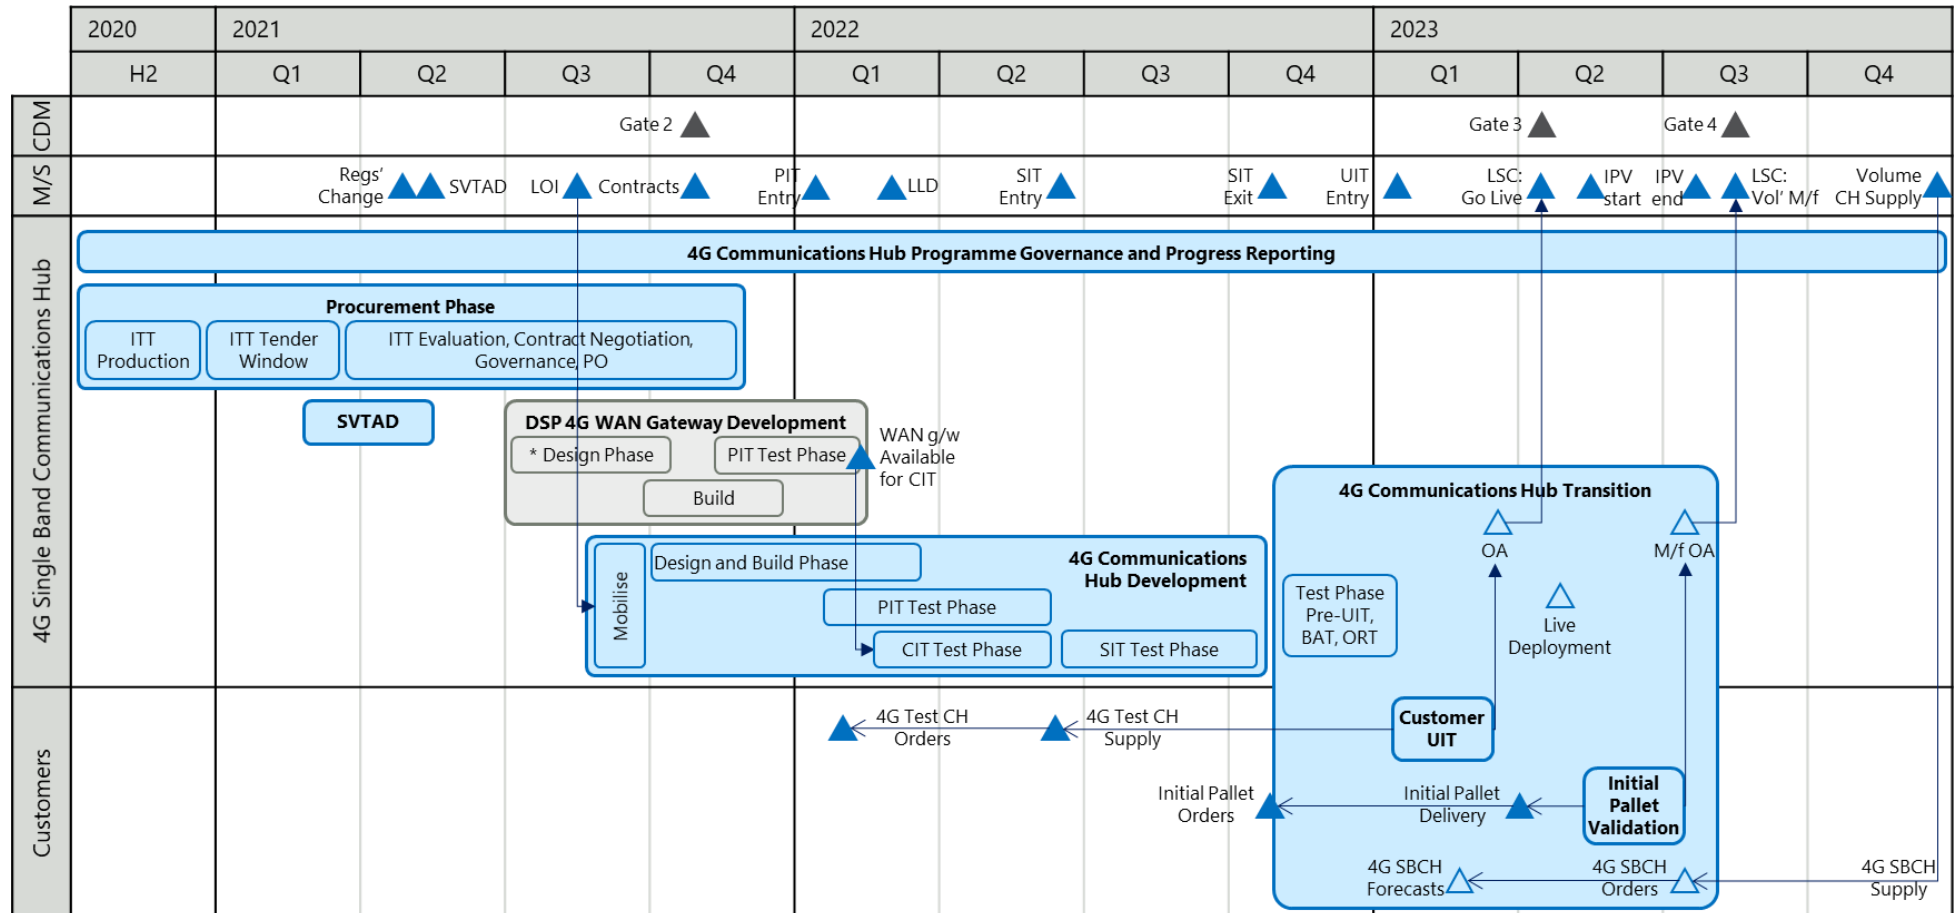 2020
2021
2022
2023
H2
Q1
Q2
Q3
Q4
Q1
Q2
Q3
Q4
Q1
Q2
Q3
Q4
CDM
Gate 2
Gate 3
Gate 4
M/S
Regs'
Change
SVTAD
LOI
Contracts
PIT
Entry
LLD
SIT
Entry
SIT
Exit
UIT
Entry
LSC:
Go Live
IPV
start
IPV
end
LSC:
Vol' M/f
Volume
CH Supply
4G Single Band Communications Hub
4G Communications Hub Programme Governance and Progress Reporting
Procurement Phase
ITT
Production
ITT Tender
Window
ITT Evaluation, Contract Negotiation,
Governance, PO
SVTAD
DSP 4G WAN Gateway Development
* Design Phase
PIT Test Phase
Build
WAN g/w
Available
for CIT
4G Communications
Hub Development
Mobilise
Design and Build Phase
PIT Test Phase
CIT Test Phase
SIT Test Phase
4G Communications Hub Transition
OA
M/f OA
Test Phase
Pre-UIT,
BAT, ORT
Live
Deployment
Customers
4G Test CH
Orders
4G Test CH
Supply
Customer
UIT
Initial Pallet
Orders
Initial Pallet
Delivery
Initial
Pallet
Validation
4G SBCH
Forecasts
4G SBCH
Orders
4G SBCH
Supply